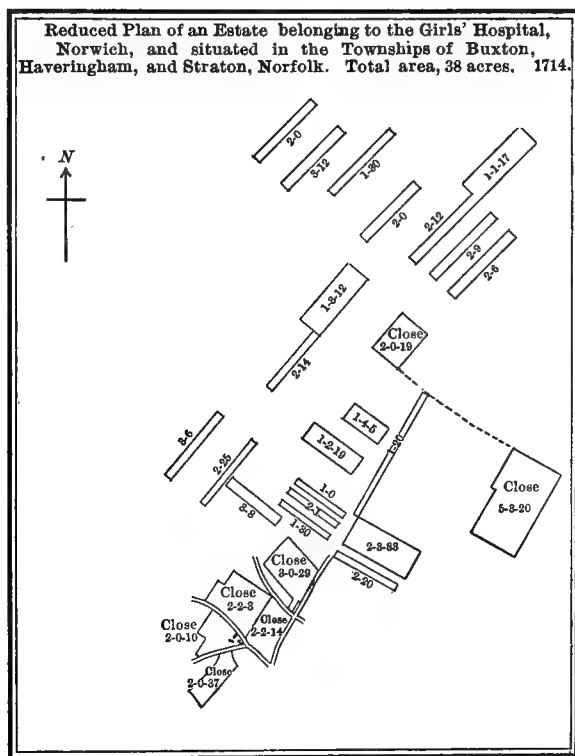 Reduced Plan of an Estate belonging to the Girls' Hospital,
Norwich, and situated in the Townships of Buxton,
Haveringham, and Straton, Norfolk. Total area, 38 acres. 1714.
N
2-0
3-12
1-30
2-0
1-1-17
2-12
2-9
2-6
1-3-12
2-14
Close
2-0-19
1-4-5
1-20
1-2-19
3-6
2-25
3-8
1-0
2-1
1-30
Close
5-3-20
2-3-33
2-20
Close
3-0-29
Close
2-2-3
Close
2-2-14
Close
2-0-10
Close
2-0-37